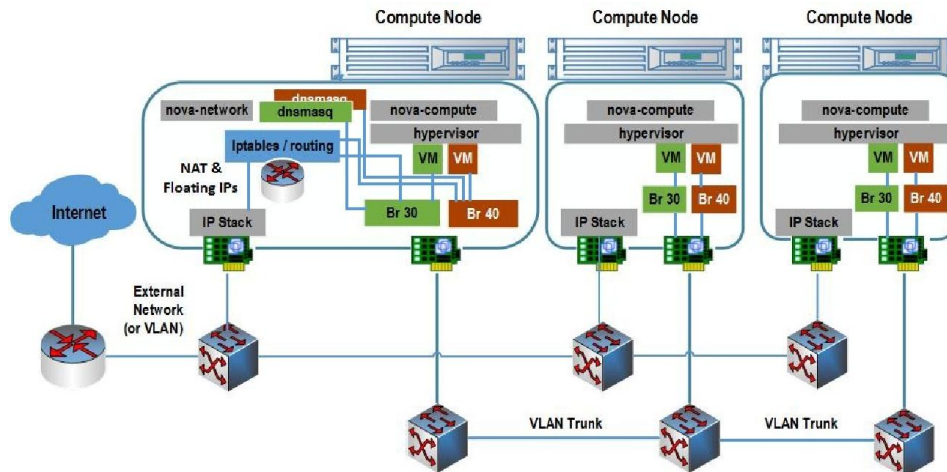 Compute Node
Compute Node
Compute Node
nova-network
dnsmasq
dnsmasq
nova-compute
hypervisor
Iptables / routing
VM
VM
NAT &
Floating IPs
IP Stack
Br 30
Br 40
nova-compute
hypervisor
VM
VM
Br 30
Br 40
IP Stack
nova-compute
hypervisor
VM
VM
Br 30
Br 40
IP Stack
Internet
External
Network
(or VLAN)
VLAN Trunk
VLAN Trunk